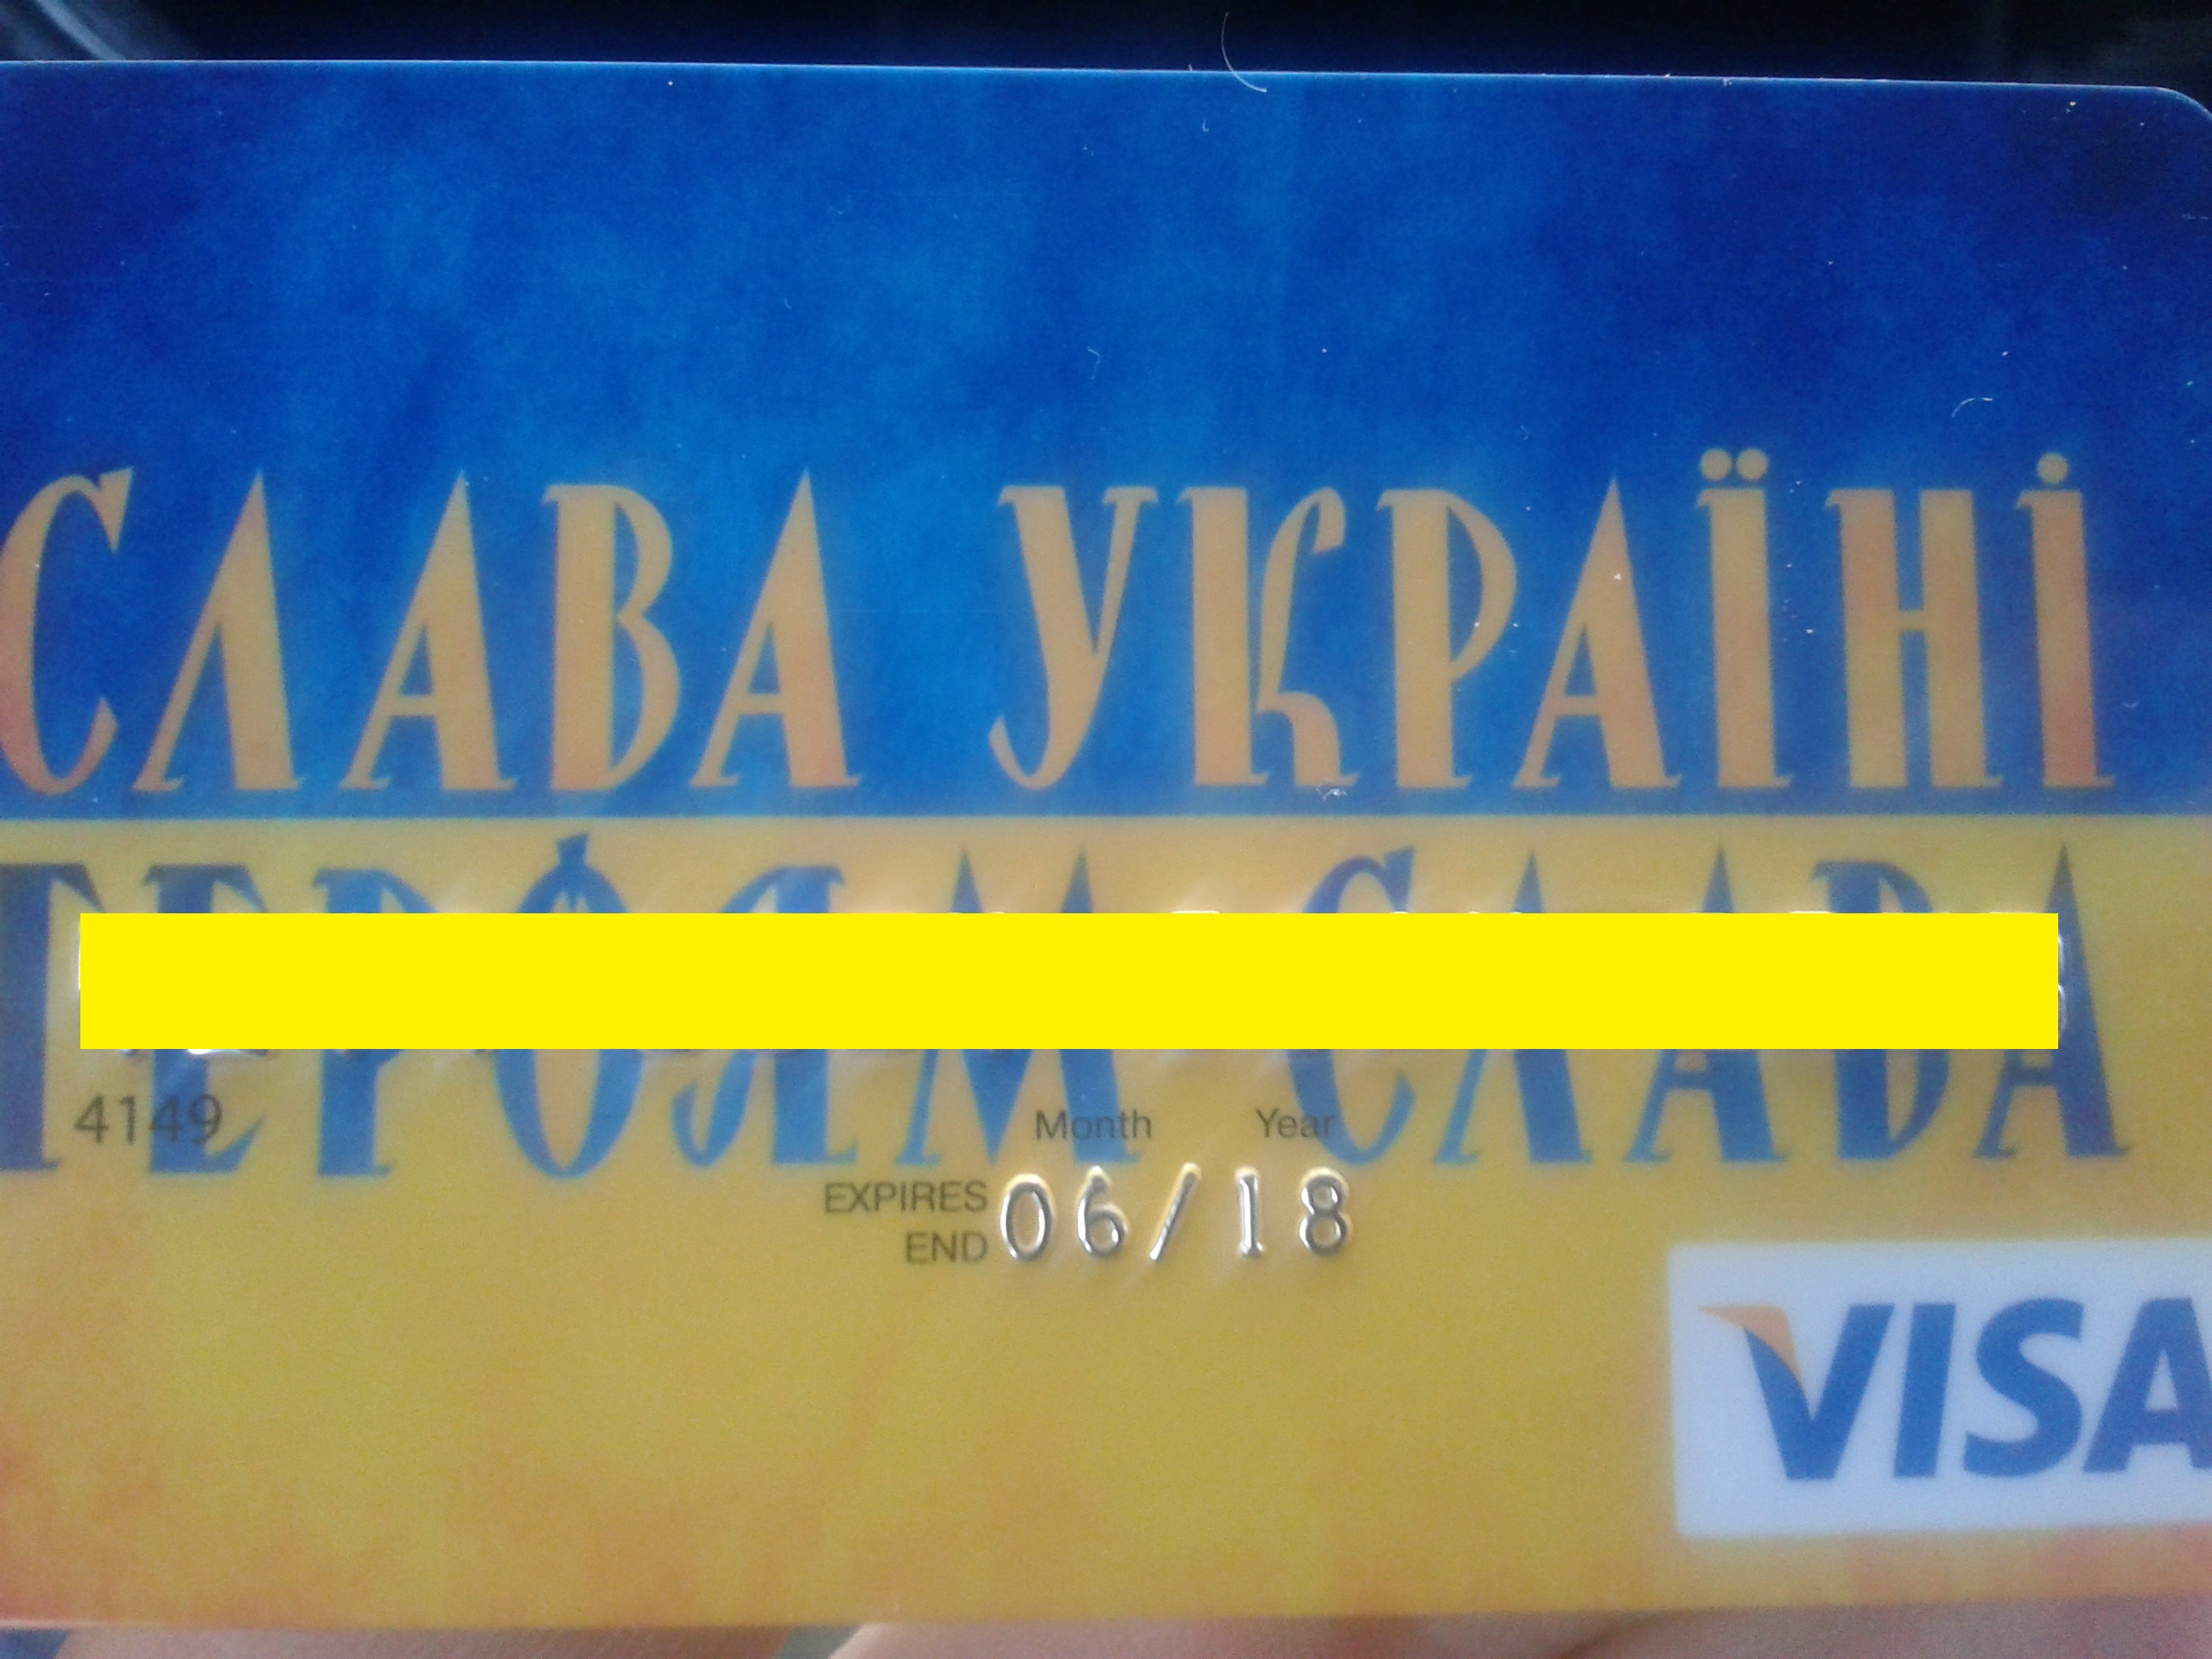 СЛАВА УКРАЇНІ
ГЕРОЯМ СЛАВА
4149
Month Year
EXPIRES
END 06/18
VISA